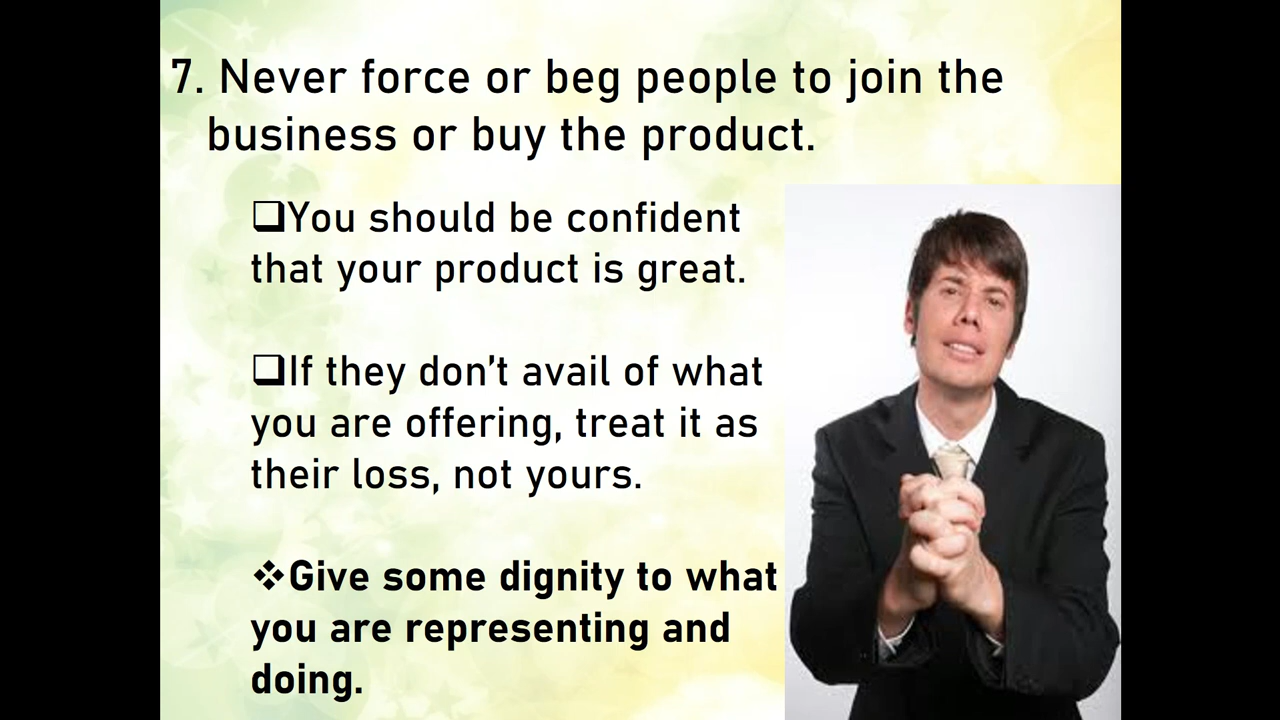 7. Never force or beg people to join the
business or buy the product.
❑You should be confident
that your product is great.
❑If they don’t avail of what
you are offering, treat it as
their loss, not yours.
❖Give some dignity to what
you are representing and
doing.